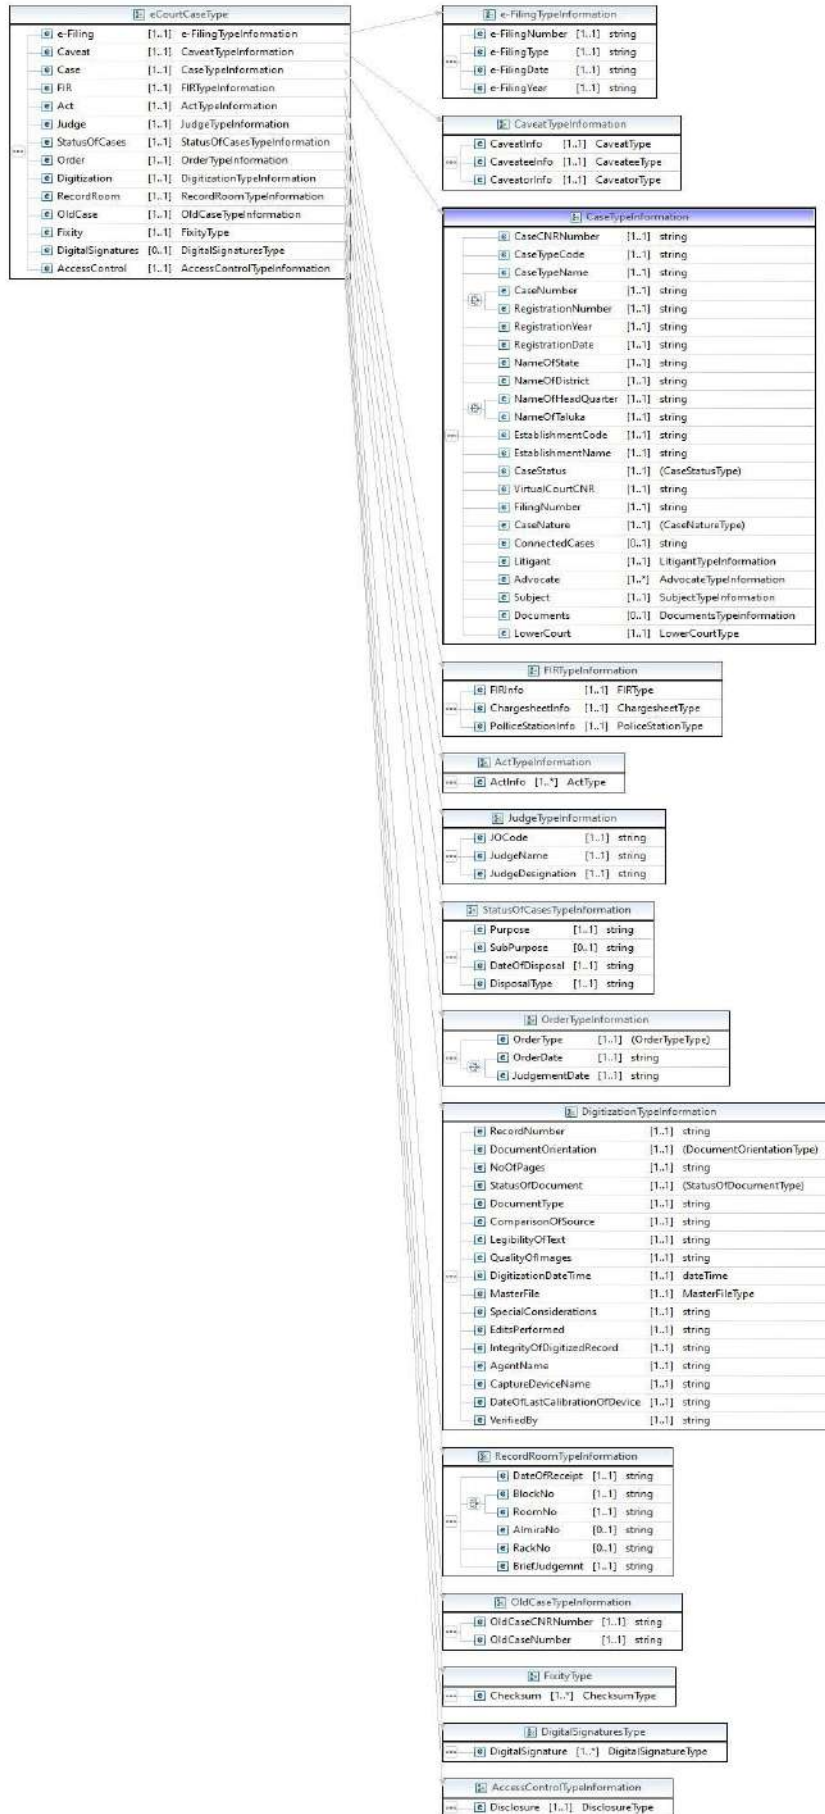 eCourtCaseType
e-Filing [1..1] e-FilingTypeInformation
Caveat [1..1] CaveatTypeInformation
Case [1..1] CaseTypeInformation
FIR [1..1] FIRTypeInformation
Act [1..1] ActTypeInformation
Judge [1..1] JudgeTypeInformation
StatusOfCases [1..1] StatusOfCasesTypeInformation
Order [1..1] OrderTypeInformation
Digitization [1..1] DigitizationTypeInformation
RecordRoom [1..1] RecordRoomTypeInformation
OldCase [1..1] OldCaseTypeInformation
Fixity [1..1] FixityType
DigitalSignatures [0..1] DigitalSignaturesType
AccessControl [1..1] AccessControlTypeInformation
e-FilingTypeInformation
e-FilingNumber [1..1] string
e-FilingType [1..1] string
e-FilingDate [1..1] string
e-FilingYear [1..1] string
CaveatTypeInformation
CaveatInfo [1..1] CaveatType
CaveateeInfo [1..1] CaveateeType
CaveatorInfo [1..1] CaveatorType
CaseTypeInformation
CaseCNRNumber [1..1] string
CaseTypeCode [1..1] string
CaseTypeName [1..1] string
CaseNumber [1..1] string
RegistrationNumber [1..1] string
RegistrationYear [1..1] string
RegistrationDate [1..1] string
NameOfState [1..1] string
NameOfDistrict [1..1] string
NameOfHeadQuarter [1..1] string
NameOfTaluka [1..1] string
EstablishmentCode [1..1] string
EstablishmentName [1..1] string
CaseStatus [1..1] (CaseStatusType)
VirtualCourtCNR [1..1] string
FilingNumber [1..1] string
CaseNature [1..1] (CaseNatureType)
ConnectedCases [0..1] string
Litigant [1..1] LitigantTypeInformation
Advocate [1..*] AdvocateTypeInformation
Subject [1..1] SubjectTypeInformation
Documents [0..1] DocumentsTypeinformation
LowerCourt [1..1] LowerCourtType
FIRTypeInformation
FIRInfo [1..1] FIRType
ChargesheetInfo [1..1] ChargesheetType
PolliceStationInfo [1..1] PoliceStationType
ActTypeInformation
ActInfo [1..*] ActType
JudgeTypeInformation
JOCode [1..1] string
JudgeName [1..1] string
JudgeDesignation [1..1] string
StatusOfCasesTypeInformation
Purpose [1..1] string
SubPurpose [0..1] string
DateOfDisposal [1..1] string
DisposalType [1..1] string
OrderTypeInformation
OrderType [1..1] (OrderTypeType)
OrderDate [1..1] string
JudgementDate [1..1] string
DigitizationTypeInformation
RecordNumber [1..1] string
DocumentOrientation [1..1] (DocumentOrientationType)
NoOfPages [1..1] string
StatusOfDocument [1..1] (StatusOfDocumentType)
DocumentType [1..1] string
ComparisonOfSource [1..1] string
LegibilityOfText [1..1] string
QualityOfImages [1..1] string
DigitizationDateTime [1..1] dateTime
MasterFile [1..1] MasterFileType
SpecialConsiderations [1..1] string
EditsPerformed [1..1] string
IntegrityOfDigitizedRecord [1..1] string
AgentName [1..1] string
CaptureDeviceName [1..1] string
DateOfLastCalibrationOfDevice [1..1] string
VerifiedBy [1..1] string
RecordRoomTypeInformation
DateOfReceipt [1..1] string
BlockNo [1..1] string
RoomNo [1..1] string
AlmiraNo [0..1] string
RackNo [0..1] string
BriefJudgemnt [1..1] string
OldCaseTypeInformation
OldCaseCNRNumber [1..1] string
OldCaseNumber [1..1] string
FixityType
Checksum [1..*] ChecksumType
DigitalSignaturesType
DigitalSignature [1..*] DigitalSignatureType
AccessControlTypeInformation
Disclosure [1..1] DisclosureType